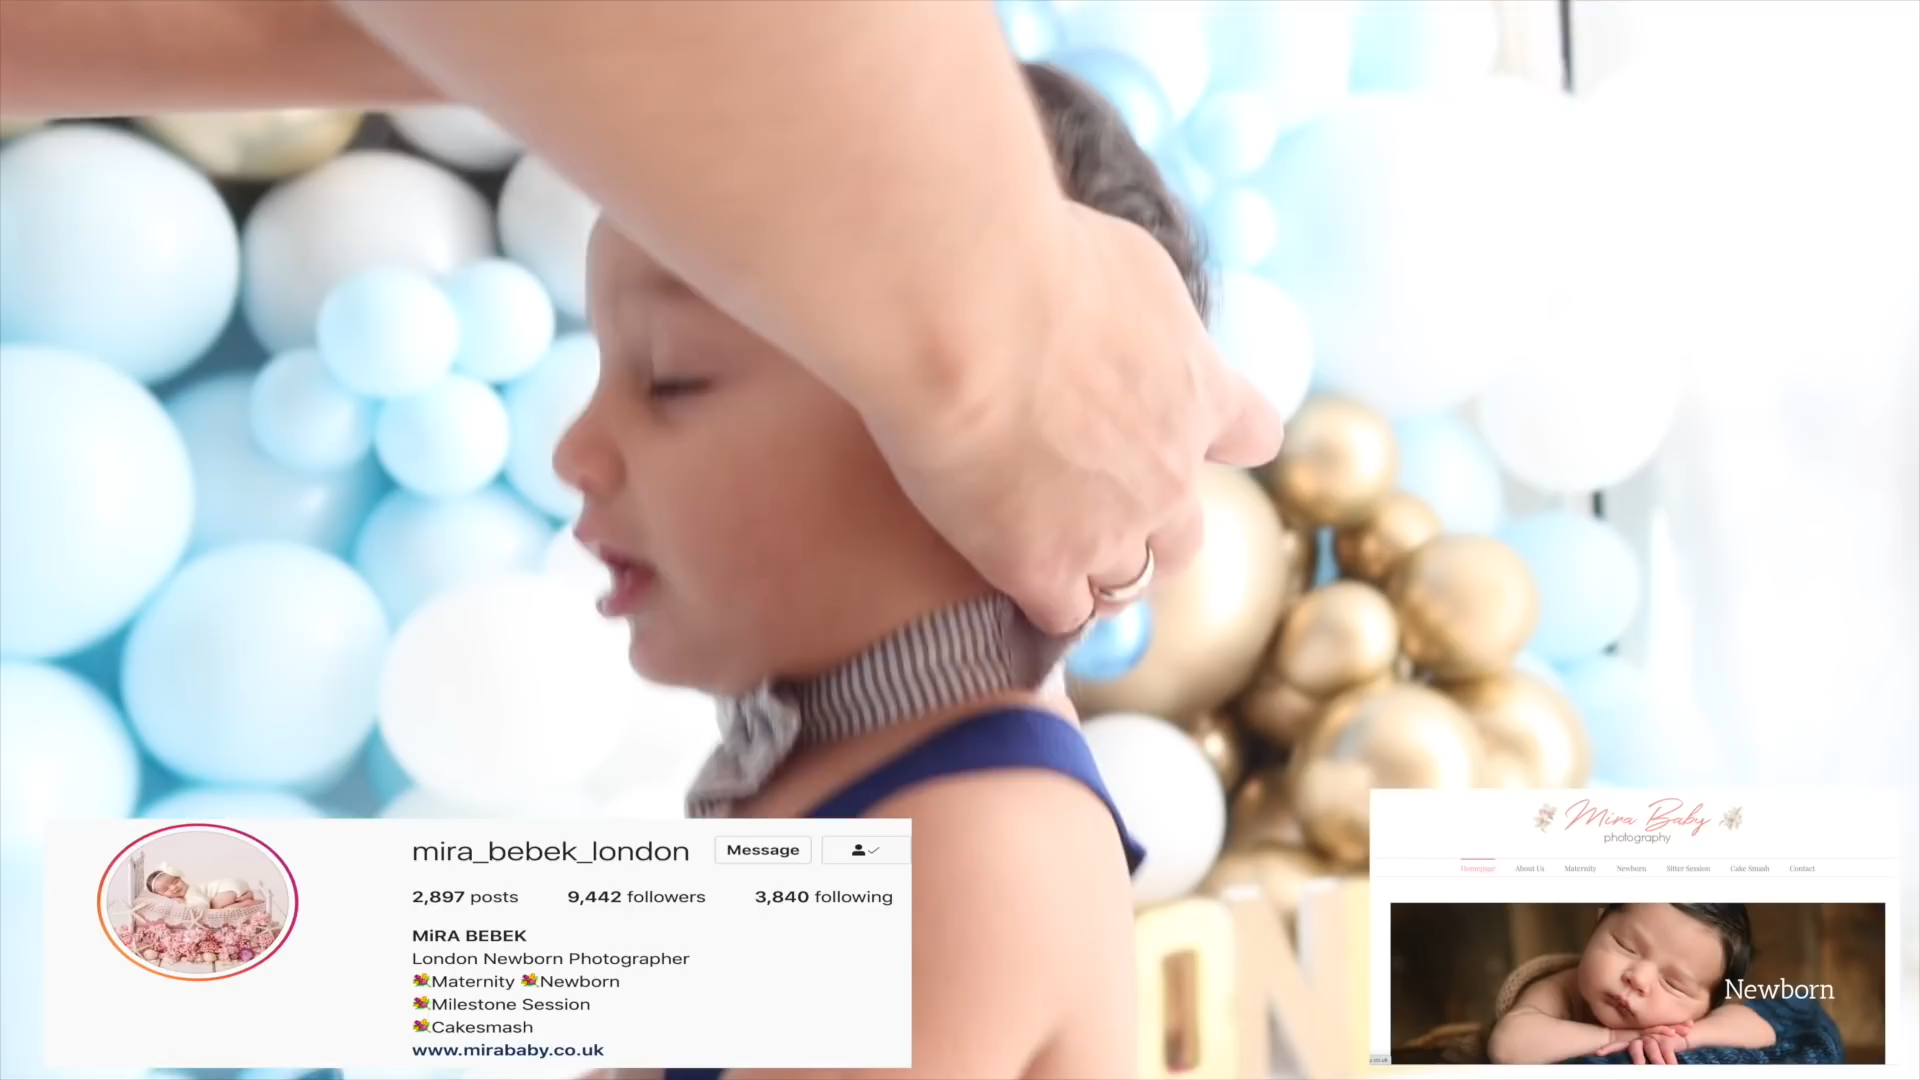 mira_bebek_london Message
2,897 posts 9,442 followers 3,840 following
MiRA BEBEK
London Newborn Photographer
Maternity Newborn
Milestone Session
Cakesmash
www.mirababy.co.uk
Mira Baby
photography
Homepage About Us Maternity Newborn Sitter Session Cake Smash Contact
Newborn